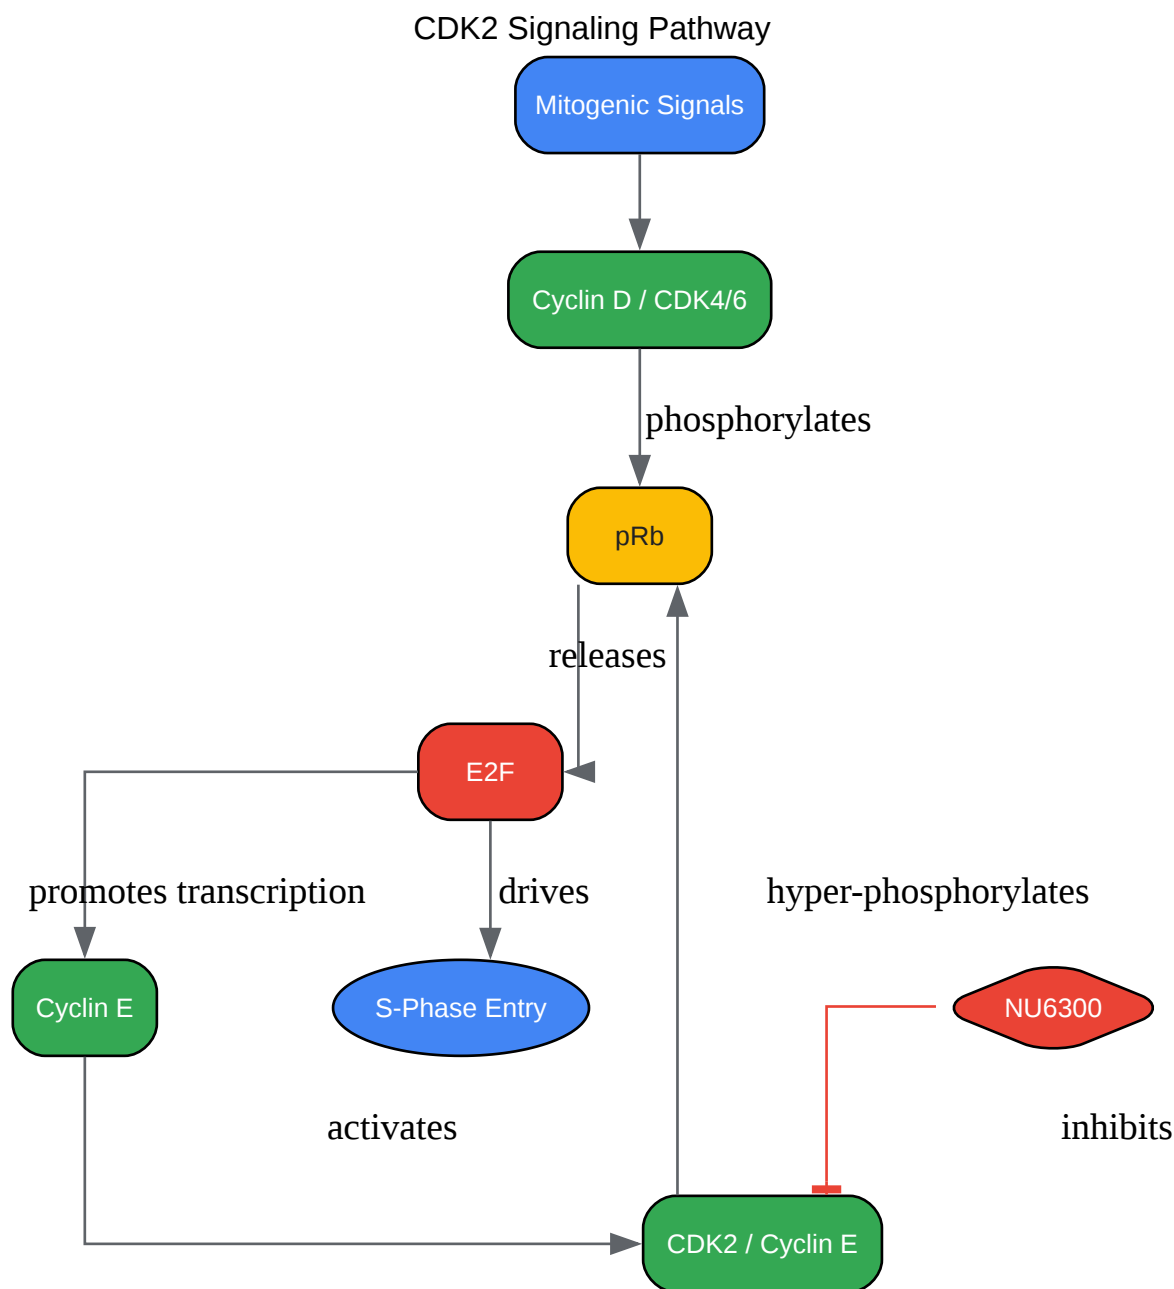 CDK2 Signaling Pathway
Mitogenic Signals
Cyclin D / CDK4/6
phosphorylates
pRb
releases
E2F
promotes transcription
drives
hyper-phosphorylates
Cyclin E
S-Phase Entry
NU6300
activates
inhibits
CDK2 / Cyclin E